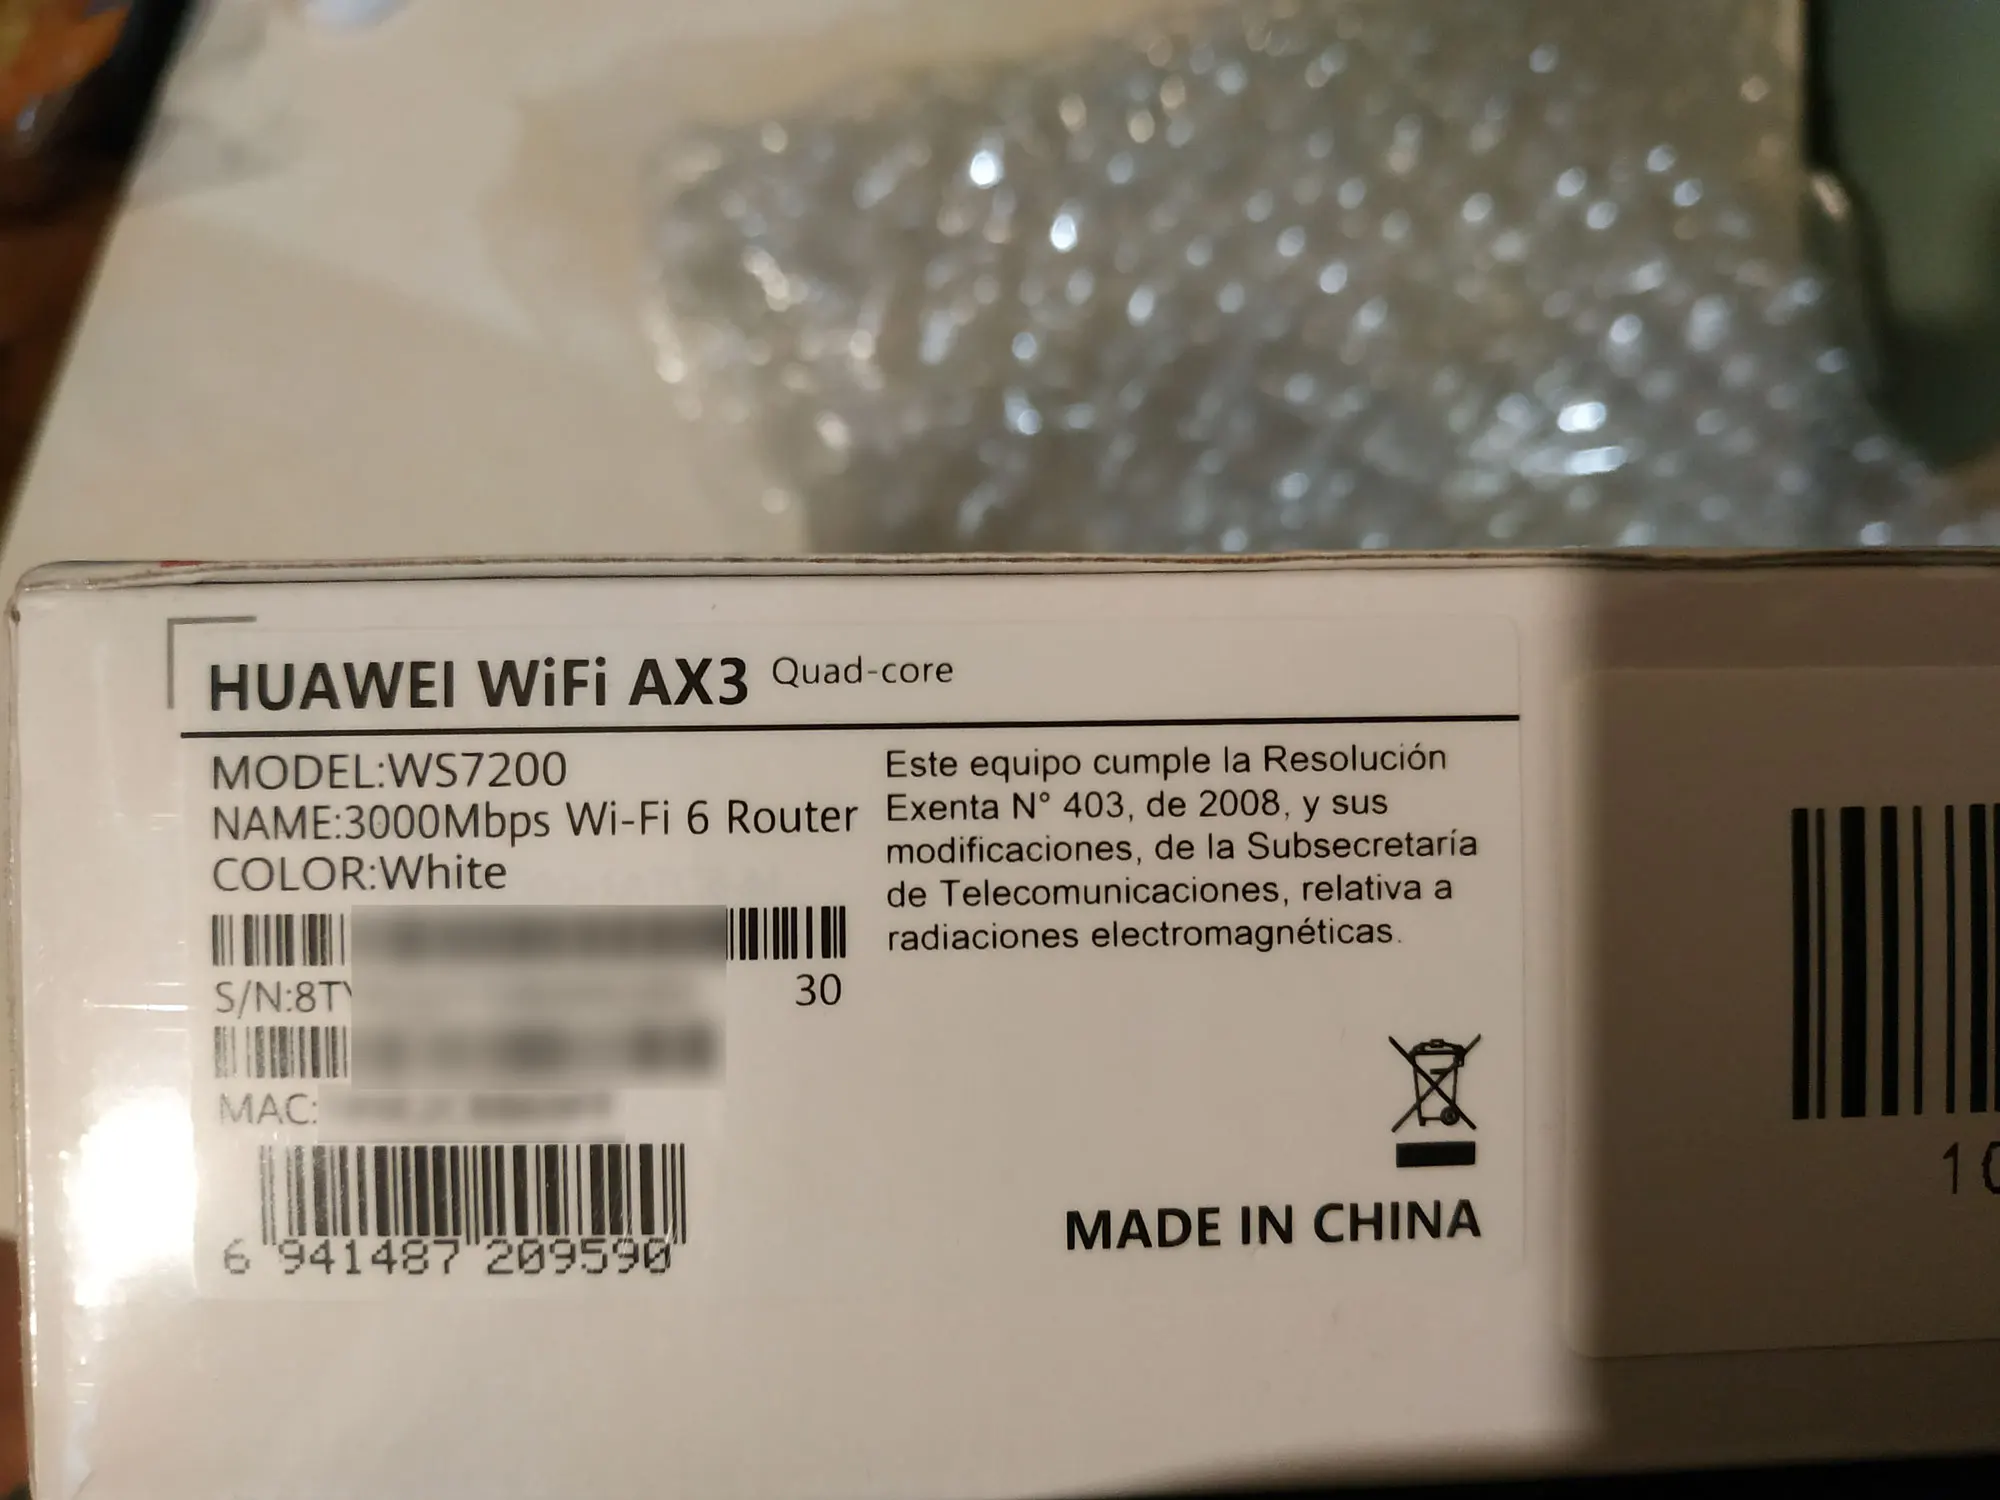 HUAWEI WiFi AX3 Quad-core
MODEL:WS7200
NAME:3000Mbps Wi-Fi 6 Router
COLOR:White
S/N:8TY
30
MAC:
6 941487 209590
Este equipo cumple la Resolución
Exenta N° 403, de 2008, y sus
modificaciones, de la Subsecretaría
de Telecomunicaciones, relativa a
radiaciones electromagnéticas.
MADE IN CHINA
10